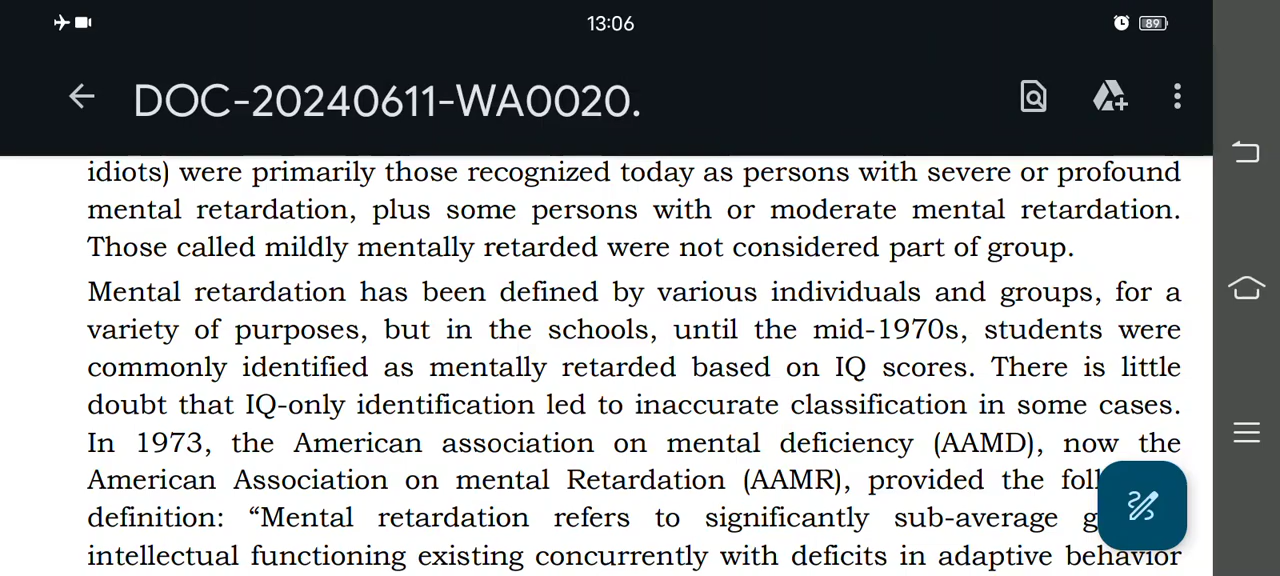 13:06
89
DOC-20240611-WA0020.
idiots) were primarily those recognized today as persons with severe or profound
mental retardation, plus some persons with or moderate mental retardation.
Those called mildly mentally retarded were not considered part of group.
Mental retardation has been defined by various individuals and groups, for a
variety of purposes, but in the schools, until the mid-1970s, students were
commonly identified as mentally retarded based on IQ scores. There is little
doubt that IQ-only identification led to inaccurate classification in some cases.
In 1973, the American association on mental deficiency (AAMD), now the
American Association on mental Retardation (AAMR), provided the
definition: “Mental retardation refers to significantly sub-average
intellectual functioning existing concurrently with deficits in adaptive behavior